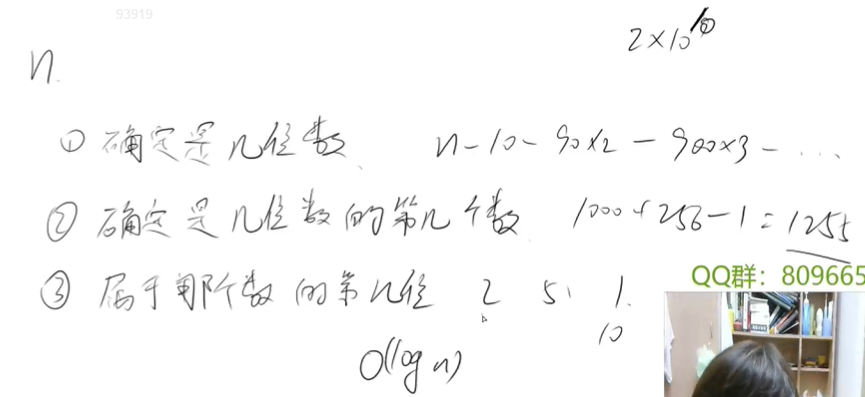 93919
2×10
n.
① 确定是几位数 n-10-90×2-900×3-...
② 确定是几位数的第几个数 1000+256-1=1255
③ 属于那个数的第几位 2 5 1.
10
QQ群：809665
O(log n)